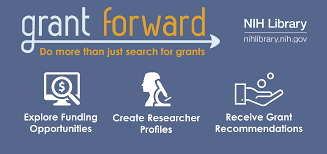 grant forward
Do more than just search for grants
NIH Library
nihlibrary.nih.gov
Explore Funding
Opportunities
Create Researcher
Profiles
Receive Grant
Recommendations